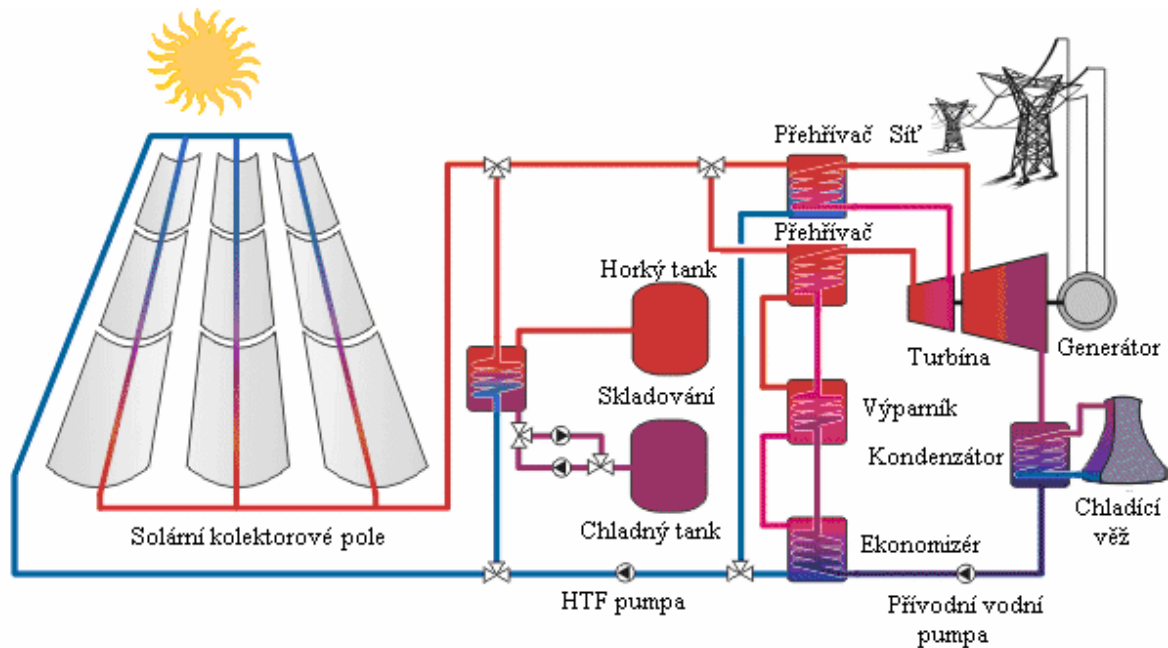 Přehřívač
Síť
Přehřívač
Horký tank
Turbína
Generátor
Skladování
Výparník
Kondenzátor
Chladný tank
Chladící
věž
Solární kolektorové pole
Ekonomizér
HTF pumpa
Přívodní vodní
pumpa